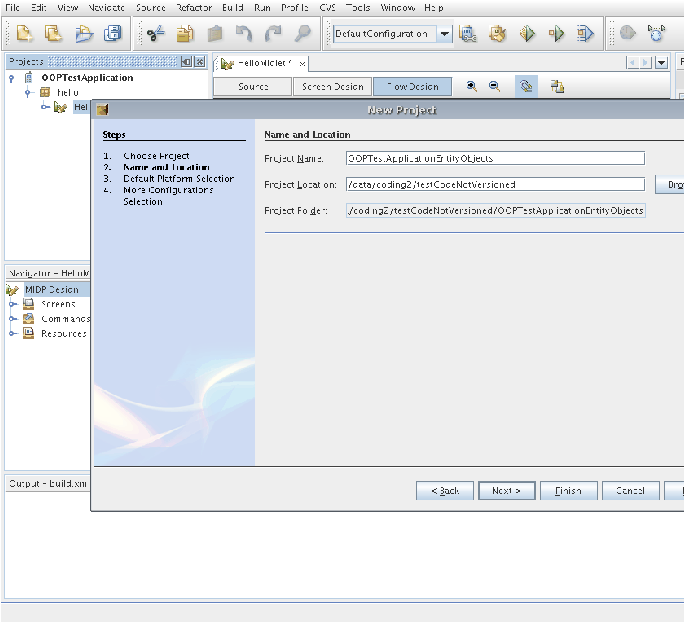 File Edit View Navigate Source Refactor Build Run Profile CVS Tools Window Help
DefaultConfiguration
Projects
OOPTestApplication
hello
Hel
HelloMidlet *
Source Screen Design Flow Design
New Project
Steps
1. Choose Project
2. Name and Location
3. Default Platform Selection
4. More Configurations
Selection
Name and Location
Project Name: OOPTestApplicationEntityObjects
Project Location: /data/coding2/testCodeNotVersioned
Project Folder: /coding2/testCodeNotVersioned/OOPTestApplicationEntityObjects
Navigator - HelloM
MIDP Design
Screens
Commands
Resources
Output - build.xm
< Back Next > Finish Cancel